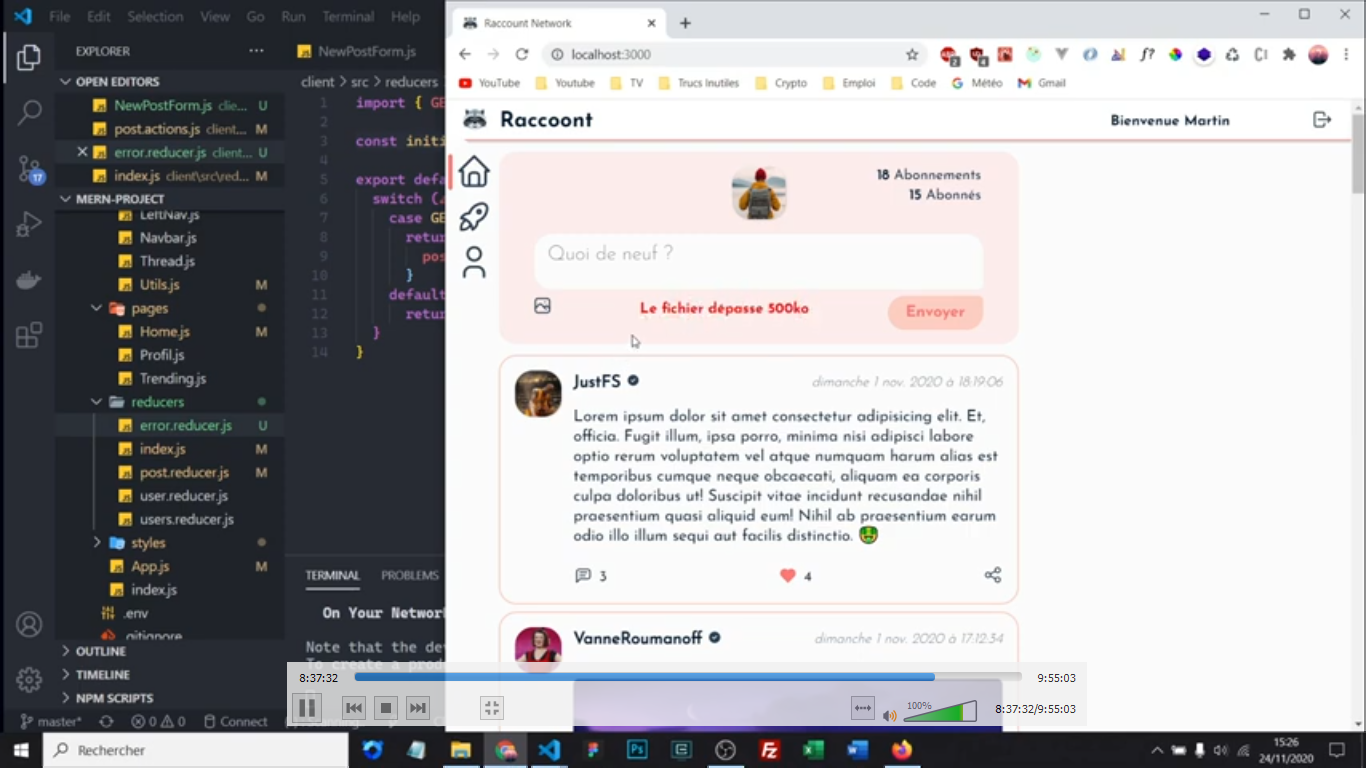 File Edit Selection View Go Run Terminal Help
EXPLORER
OPEN EDITORS
NewPostForm.js clie... U
post.actions.js client... M
error.reducer.js client... U
index.js client\src\red... M
MERN-PROJECT
LeftNav.js
Navbar.js
Thread.js
Utils.js M
pages
Home.js M
Profil.js
Trending.js
reducers
error.reducer.js U
index.js M
post.reducer.js M
user.reducer.js
users.reducer.js
styles
App.js M
index.js
.env
.gitignore
OUTLINE
TIMELINE
NPM SCRIPTS
NewPostForm.js
client > src > reducers
1 import { GE
2
3 const initi
4
5 export defa
6 switch (a
7 case GE
8 retur
9 pos
10 }
11 default
12 retur
13 }
14 }
TERMINAL PROBLEMS
On Your Networ
Note that the dev
To create a prod
master* 0 0 Connect
Raccount Network
localhost:3000
YouTube Youtube TV Trucs Inutiles Crypto Emploi Code Météo Gmail
Raccoont
Bienvenue Martin
18 Abonnements
15 Abonnés
Quoi de neuf ?
Le fichier dépasse 500ko
Envoyer
JustFS
dimanche 1 nov. 2020 à 18:19:06
Lorem ipsum dolor sit amet consectetur adipisicing elit. Et,
officia. Fugit illum, ipsa porro, minima nisi adipisci labore
optio rerum voluptatem vel atque numquam harum alias est
temporibus cumque neque obcaecati, aliquam ea corporis
culpa doloribus ut! Suscipit vitae incidunt recusandae nihil
praesentium quasi aliquid eum! Nihil ab praesentium earum
odio illo illum sequi aut facilis distinctio.
3 4
VanneRoumanoff
dimanche 1 nov. 2020 à 17:12:34
8:37:32 9:55:03
100%
8:37:32/9:55:03
Rechercher
15:26
24/11/2020